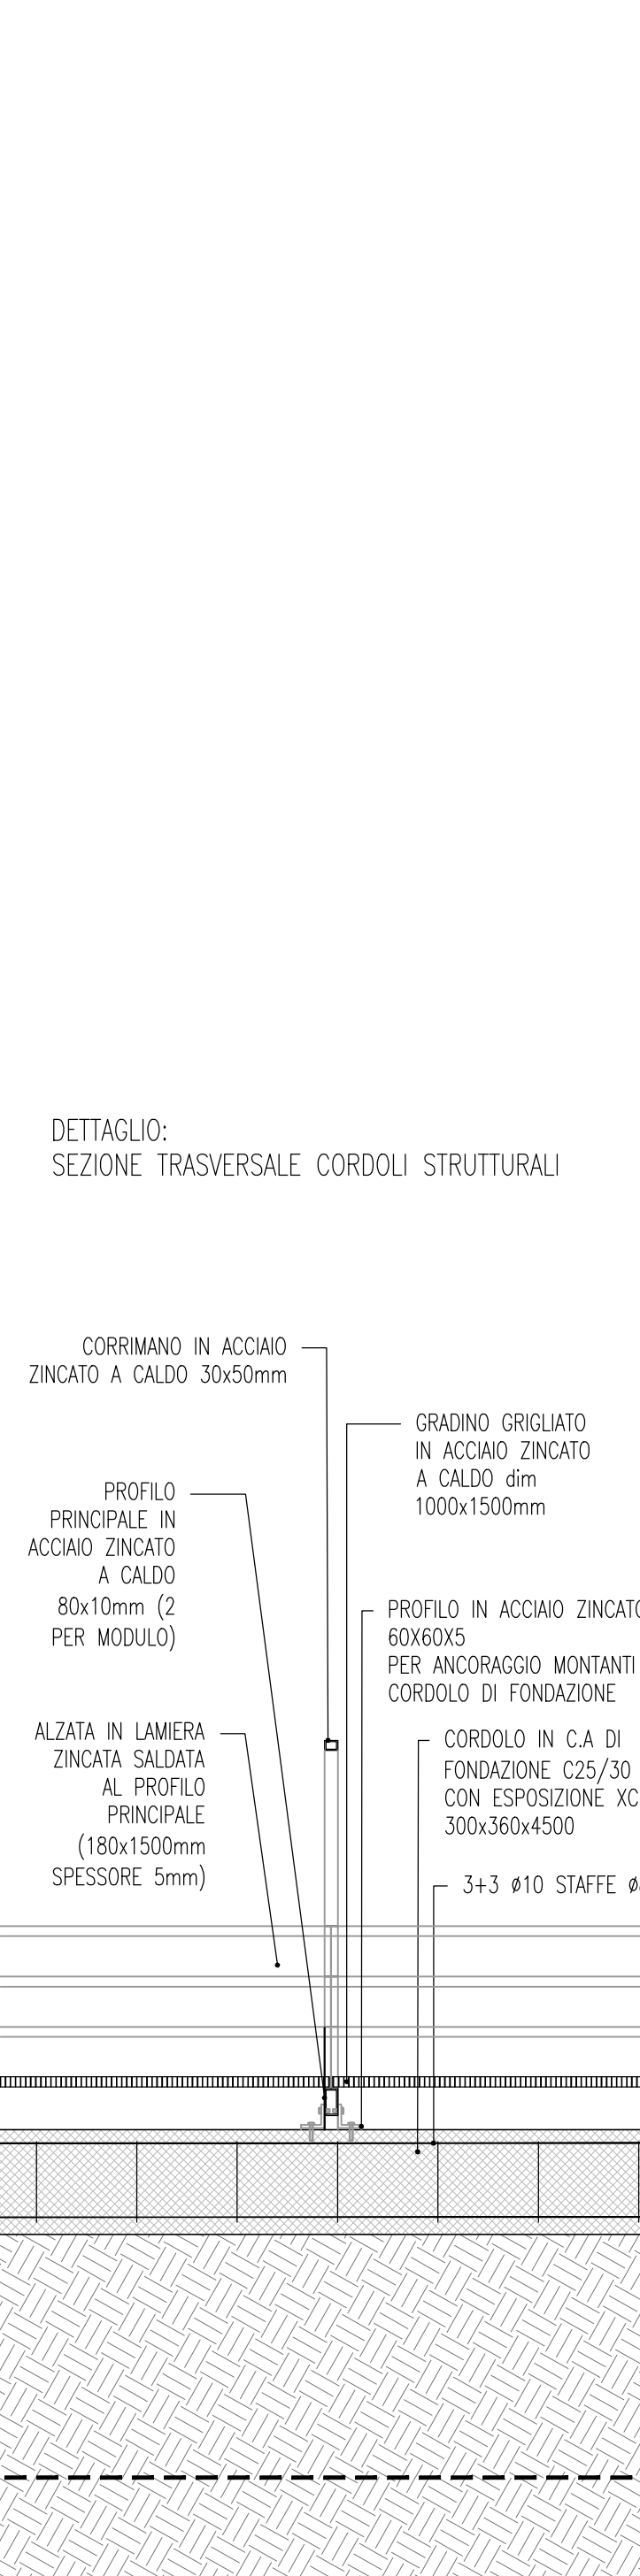 DETTAGLIO:
SEZIONE TRASVERSALE CORDOLI STRUTTURALI
CORRIMANO IN ACCIAIO
ZINCATO A CALDO 30x50mm
GRADINO GRIGLIATO
IN ACCIAIO ZINCATO
A CALDO dim
1000x1500mm
PROFILO
PRINCIPALE IN
ACCIAIO ZINCATO
A CALDO
80x10mm (2
PER MODULO)
PROFILO IN ACCIAIO ZINCATO
60X60X5
PER ANCORAGGIO MONTANTI
CORDOLO DI FONDAZIONE
ALZATA IN LAMIERA
ZINCATA SALDATA
AL PROFILO
PRINCIPALE
(180x1500mm
SPESSORE 5mm)
CORDOLO IN C.A DI
FONDAZIONE C25/30
CON ESPOSIZIONE XC
300x360x4500
3+3 ø10 STAFFE